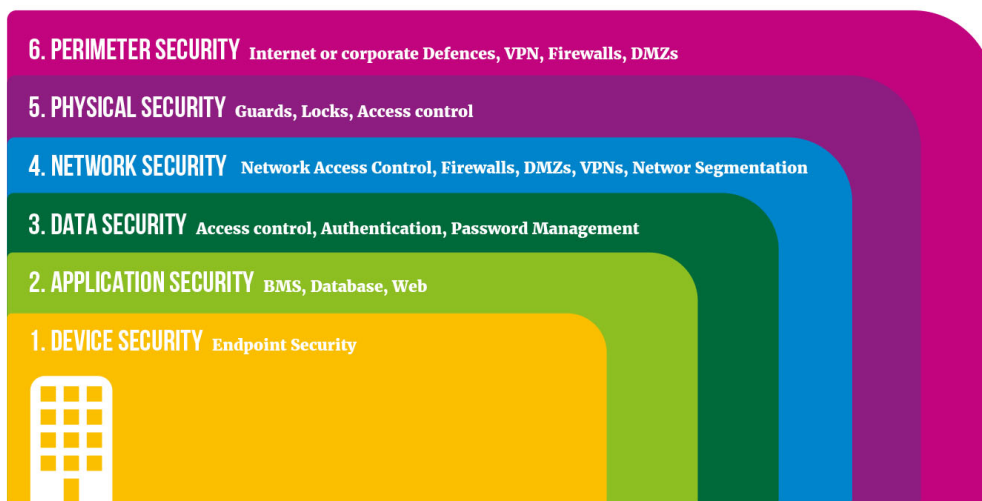 6. PERIMETER SECURITY Internet or corporate Defences, VPN, Firewalls, DMZs
5. PHYSICAL SECURITY Guards, Locks, Access control
4. NETWORK SECURITY Network Access Control, Firewalls, DMZs, VPNs, Networ Segmentation
3. DATA SECURITY Access control, Authentication, Password Management
2. APPLICATION SECURITY BMS, Database, Web
1. DEVICE SECURITY Endpoint Security